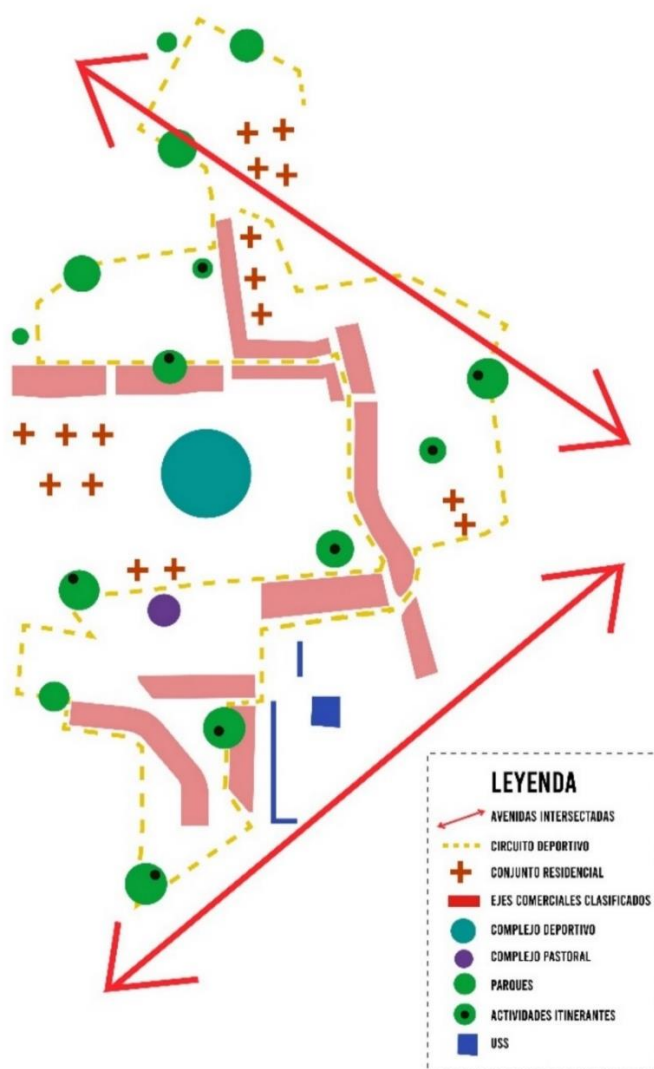 LEYENDA
AVENIDAS INTERSECTADAS
CIRCUITO DEPORTIVO
CONJUNTO RESIDENCIAL
EJES COMERCIALES CLASIFICADOS
COMPLEJO DEPORTIVO
COMPLEJO PASTORAL
PARQUES
ACTIVIDADES ITINERANTES
USS